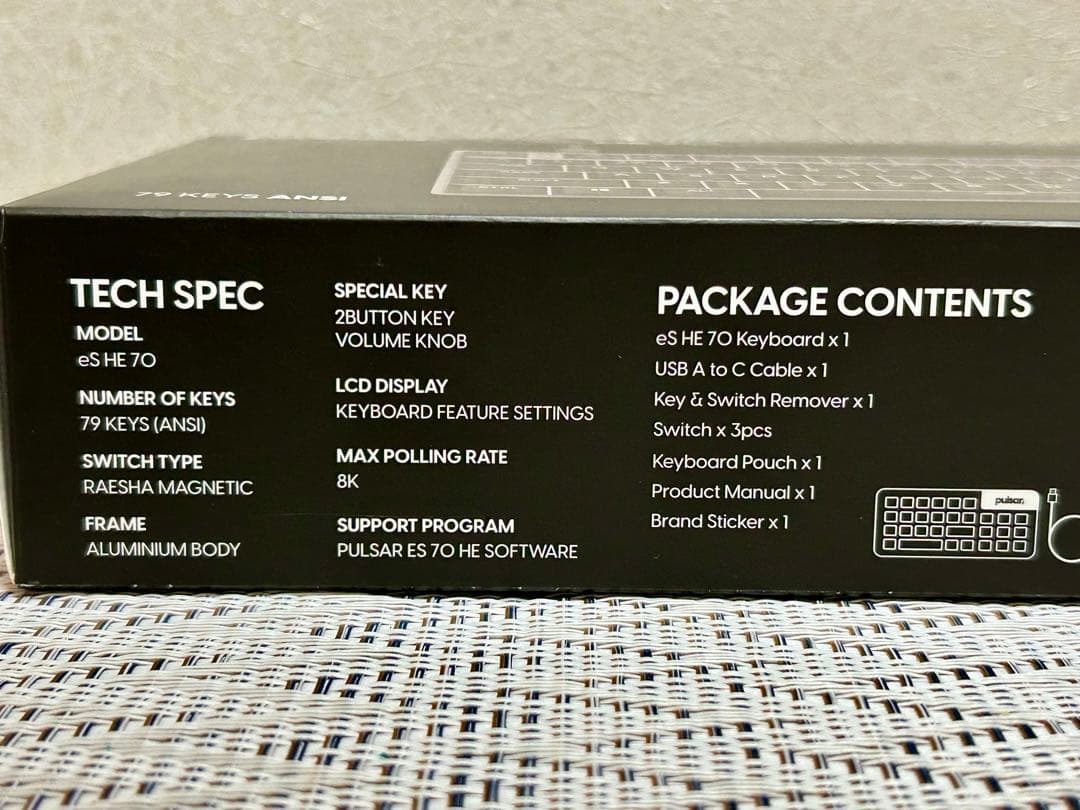 79 KEYS ANSI
TECH SPEC
MODEL
eS HE 70
NUMBER OF KEYS
79 KEYS (ANSI)
SWITCH TYPE
RAESHA MAGNETIC
FRAME
ALUMINIUM BODY
SPECIAL KEY
2BUTTON KEY
VOLUME KNOB
LCD DISPLAY
KEYBOARD FEATURE SETTINGS
MAX POLLING RATE
8K
SUPPORT PROGRAM
PULSAR ES 70 HE SOFTWARE
PACKAGE CONTENTS
eS HE 70 Keyboard x 1
USB A to C Cable x 1
Key & Switch Remover x 1
Switch x 3pcs
Keyboard Pouch x 1
Product Manual x 1
Brand Sticker x 1
pulsar